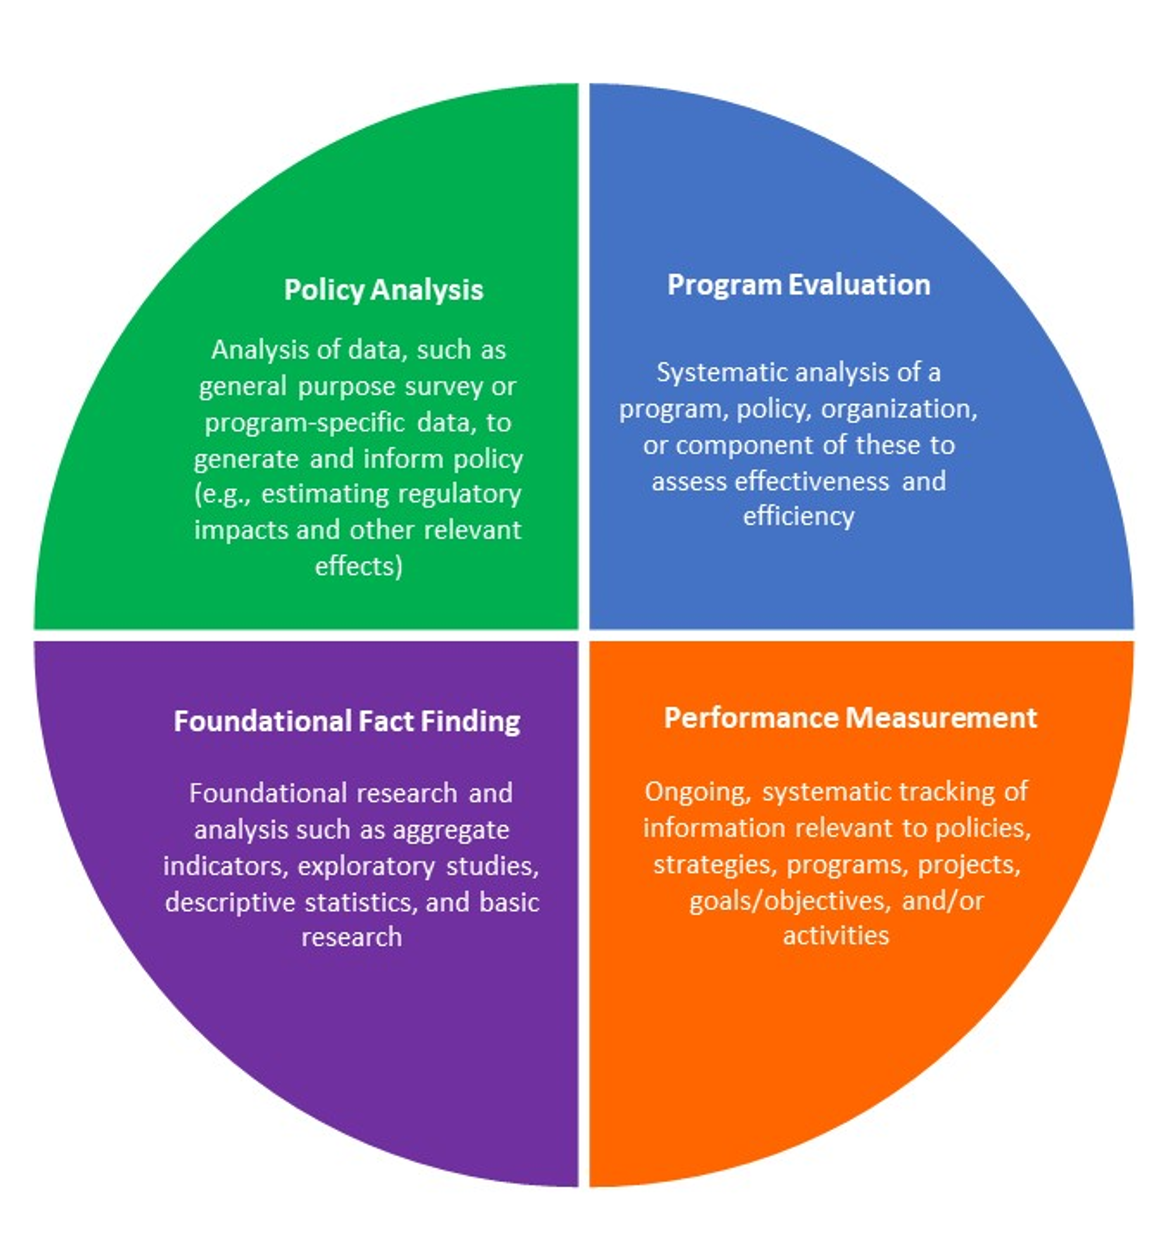 Policy Analysis
Analysis of data, such as
general purpose survey or
program-specific data, to
generate and inform policy
(e.g., estimating regulatory
impacts and other relevant
effects)
Program Evaluation
Systematic analysis of a
program, policy, organization,
or component of these to
assess effectiveness and
efficiency
Foundational Fact Finding
Foundational research and
analysis such as aggregate
indicators, exploratory studies,
descriptive statistics, and basic
research
Performance Measurement
Ongoing, systematic tracking of
information relevant to policies,
strategies, programs, projects,
goals/objectives, and/or
activities